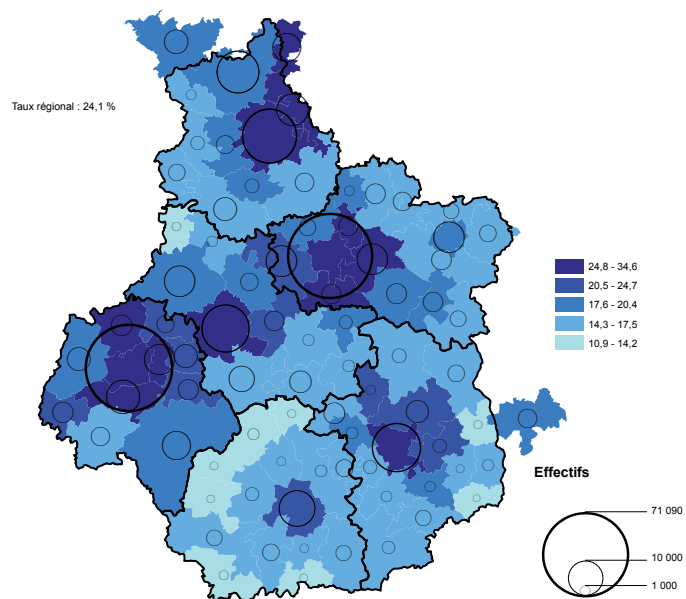 Taux régional : 24,1 %
24,8 - 34,6
20,5 - 24,7
17,6 - 20,4
14,3 - 17,5
10,9 - 14,2
Effectifs
71 090
10 000
1 000